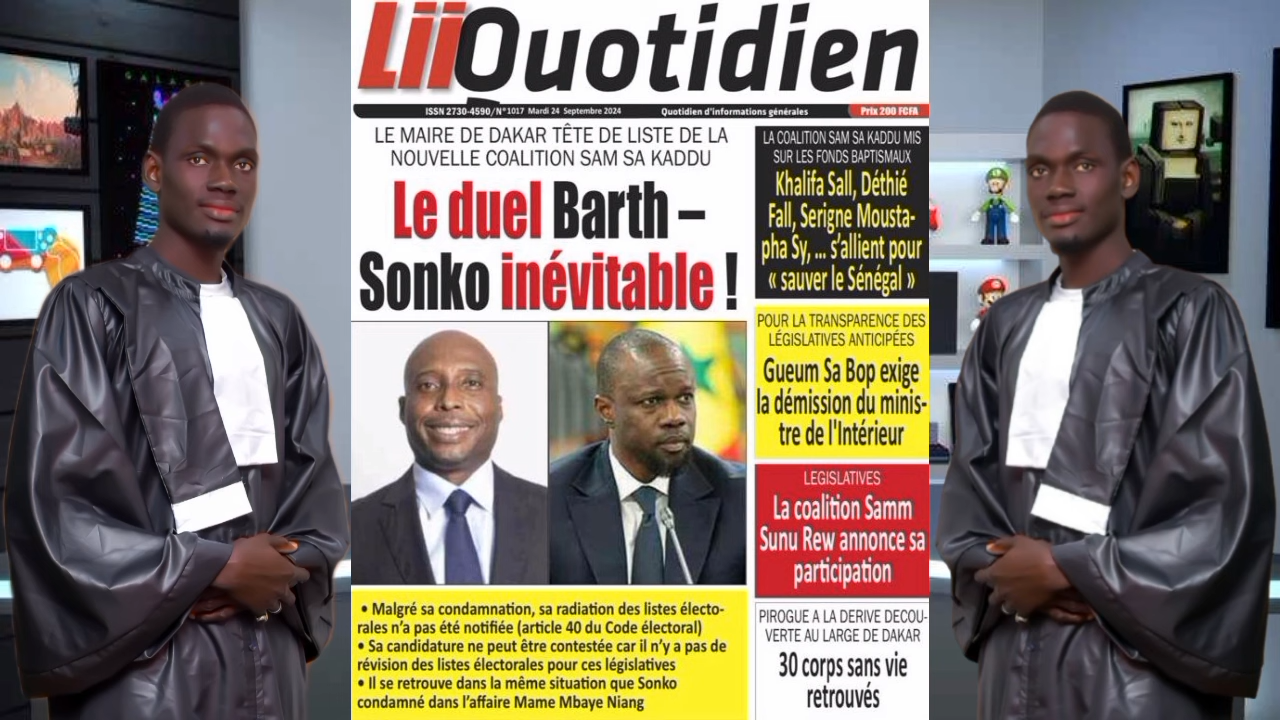 Lii Quotidien
ISSN 2730-4590/N°1017 Mardi 24 Septembre 2024 Quotidien d'informations générales Prix 200 FCFA
LE MAIRE DE DAKAR TÊTE DE LISTE DE LA
NOUVELLE COALITION SAM SA KADDU
Le duel Barth –
Sonko inévitable !
• Malgré sa condamnation, sa radiation des listes électo-
rales n'a pas été notifiée (article 40 du Code électoral)
• Sa candidature ne peut être contestée car il n'y a pas de
révision des listes électorales pour ces législatives
• Il se retrouve dans la même situation que Sonko
condamné dans l'affaire Mame Mbaye Niang
LA COALITION SAM SA KADDU MIS
SUR LES FONDS BAPTISMAUX
Khalifa Sall, Déthié
Fall, Serigne Mousta-
pha Sy, ... s'allient pour
« sauver le Sénégal »
POUR LA TRANSPARENCE DES
LÉGISLATIVES ANTICIPÉES
Gueum Sa Bop exige
la démission du minis-
tre de l'Intérieur
LEGISLATIVES
La coalition Samm
Sunu Rew annonce sa
participation
PIROGUE A LA DERIVE DECOU-
VERTE AU LARGE DE DAKAR
30 corps sans vie
retrouvés